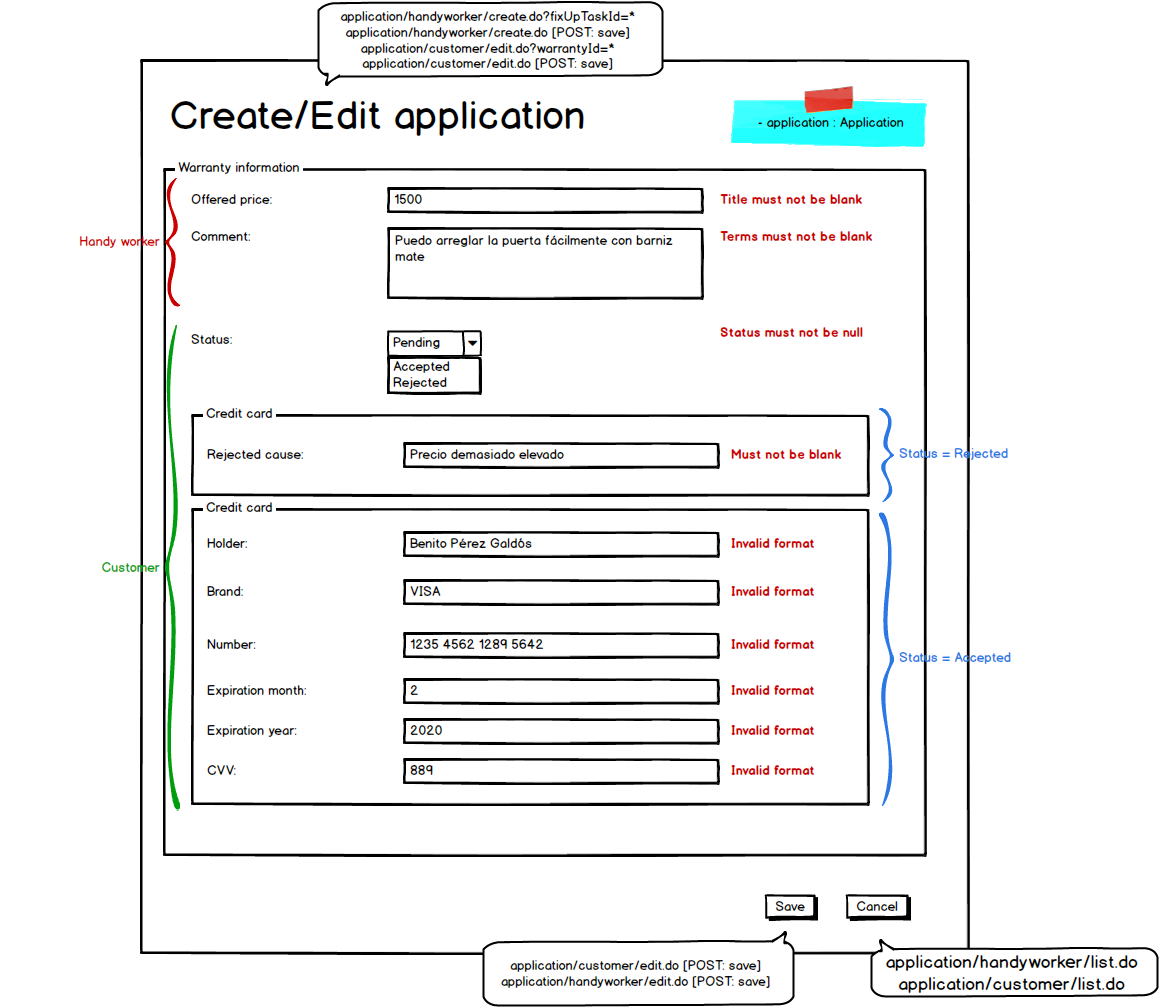 application/handyworker/create.do?fixUpTaskId=*
application/handyworker/create.do [POST: save]
application/customer/edit.do?warrantyId=*
application/customer/edit.do [POST: save]
Create/Edit application
- application : Application
Warranty information
Offered price:
1500
Title must not be blank
Handy worker
Comment:
Puedo arreglar la puerta fácilmente con barniz
mate
Terms must not be blank
Status:
Pending
Accepted
Rejected
Status must not be null
Credit card
Rejected cause:
Precio demasiado elevado
Must not be blank
Status = Rejected
Credit card
Holder:
Benito Pérez Galdós
Invalid format
Customer
Brand:
VISA
Invalid format
Number:
1235 4562 1289 5642
Invalid format
Status = Accepted
Expiration month:
2
Invalid format
Expiration year:
2020
Invalid format
CVV:
889
Invalid format
Save
Cancel
application/customer/edit.do [POST: save]
application/handyworker/edit.do [POST: save]
application/handyworker/list.do
application/customer/list.do